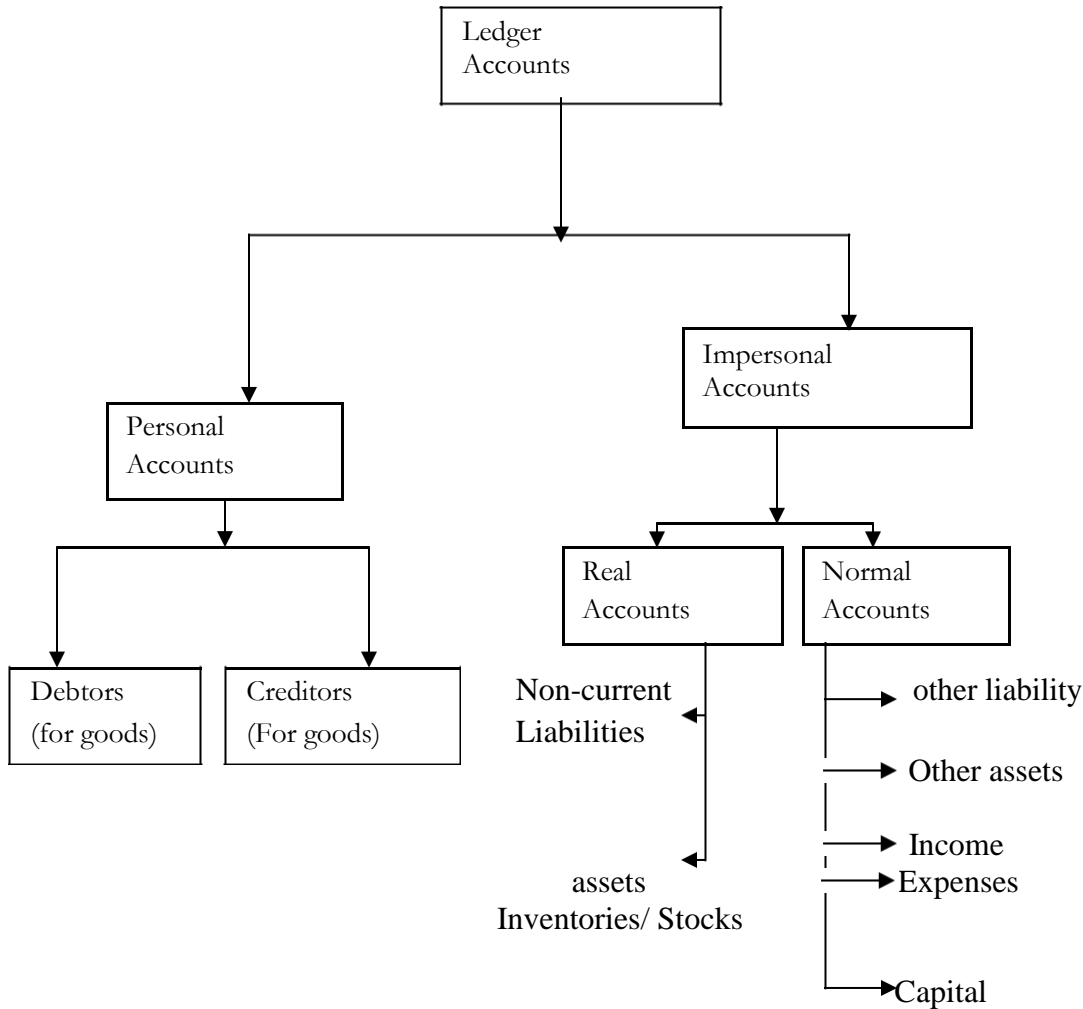 Ledger
Accounts
Impersonal
Accounts
Personal
Accounts
Real
Accounts
Normal
Accounts
Debtors
(for goods)
Creditors
(For goods)
Non-current
Liabilities
other liability
Other assets
Income
Expenses
assets
Inventories/ Stocks
Capital